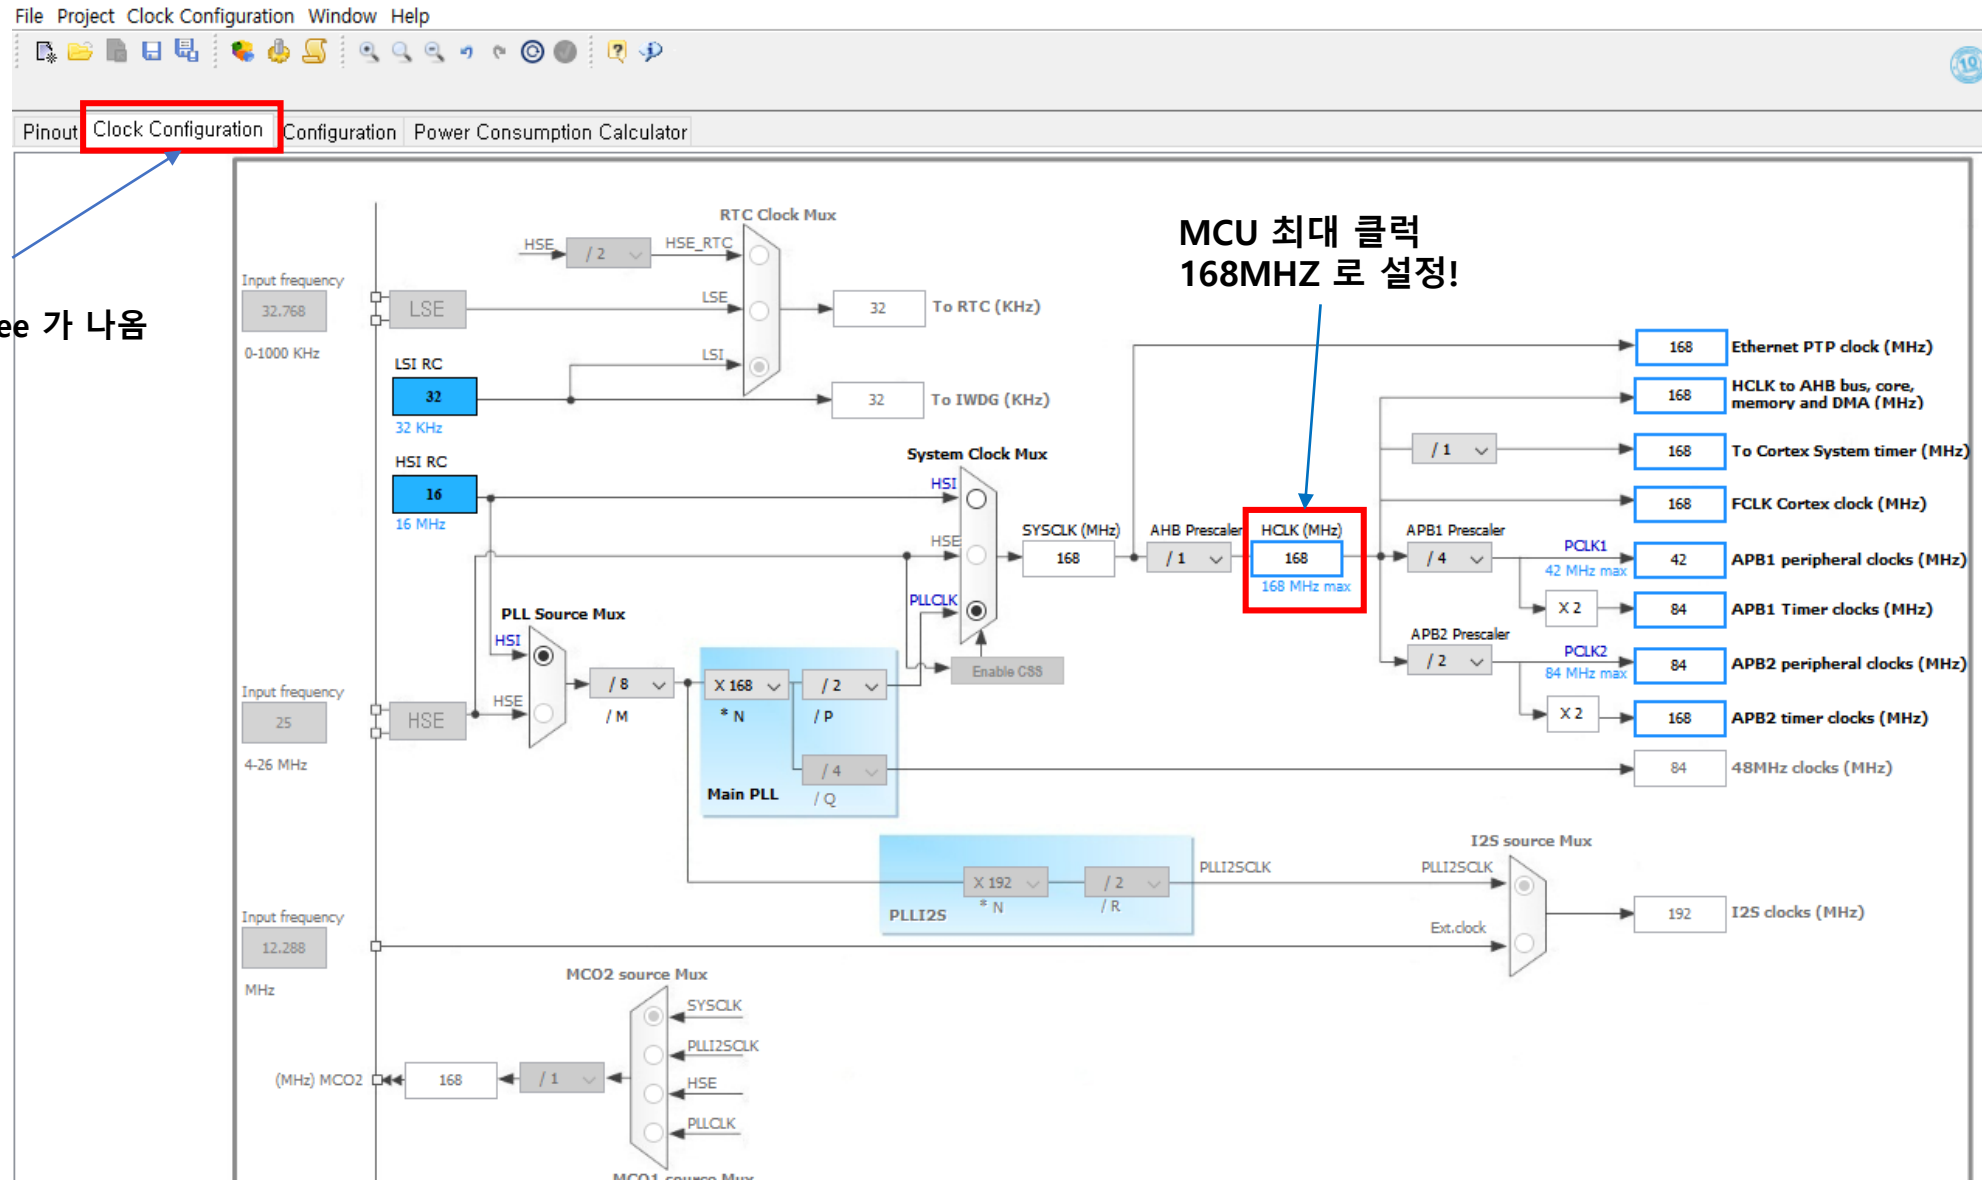 File Project Clock Configuration Window Help
Pinout Clock Configuration Configuration Power Consumption Calculator
RTC Clock Mux
HSE / 2 HSE_RTC
MCU 최대 클럭
168MHZ 로 설정!
Input frequency
32.768
0-1000 KHz
LSE
LSE
32 To RTC (KHz)
가 나옴
LSI RC
32
32 KHz
LSI
32 To IWDG (KHz)
HSI RC
16
16 MHz
System Clock Mux
HSI
HSE
PLLCLK
SYSCLK (MHz)
168
AHB Prescaler
/ 1
HCLK (MHz)
168
168 MHz max
168 Ethernet PTP clock (MHz)
168 HCLK to AHB bus, core,
memory and DMA (MHz)
/ 1 168 To Cortex System timer (MHz)
168 FCLK Cortex clock (MHz)
APB1 Prescaler
/ 4
PCLK1
42 MHz max
42 APB1 peripheral clocks (MHz)
X 2 84 APB1 Timer clocks (MHz)
APB2 Prescaler
/ 2
PCLK2
84 MHz max
84 APB2 peripheral clocks (MHz)
X 2 168 APB2 timer clocks (MHz)
84 48MHz clocks (MHz)
PLL Source Mux
HSI
HSE
Enable CSS
Input frequency
25
4-26 MHz
HSE
/ 8
/ M
X 168
* N
/ 2
/ P
/ 4
/ Q
Main PLL
X 192
* N
/ 2
/ R
PLLI2S
PLLI2SCLK
I2S source Mux
PLLI2SCLK
Ext.clock
192 I2S clocks (MHz)
Input frequency
12.288
MHz
MCO2 source Mux
SYSCLK
PLLI2SCLK
HSE
PLLCLK
(MHz) MCO2 168 / 1
MCO1 source Mux